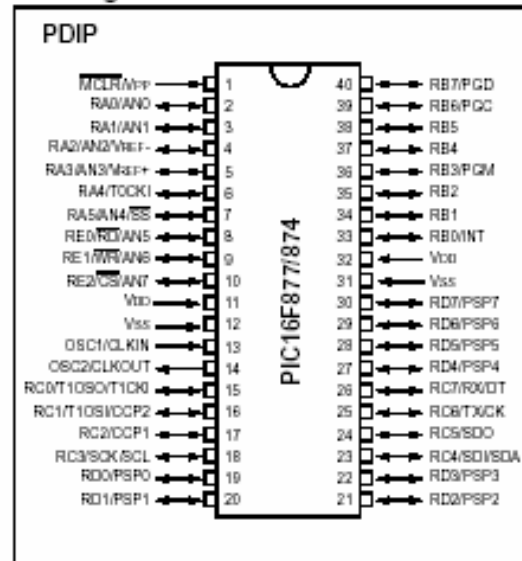 PDIP
MCLR/VPP 1 40 RB7/PGD
RA0/AN0 2 39 RB6/PGC
RA1/AN1 3 38 RB5
RA2/AN2/VREF- 4 37 RB4
RA3/AN3/VREF+ 5 36 RB3/PGM
RA4/T0CKI 6 35 RB2
RA5/AN4/SS 7 34 RB1
RE0/RD/AN5 8 33 RB0/INT
RE1/WR/AN6 9 32 VDD
RE2/CS/AN7 10 31 VSS
VDD 11 30 RD7/PSP7
VSS 12 29 RD6/PSP6
OSC1/CLKIN 13 28 RD5/PSP5
OSC2/CLKOUT 14 27 RD4/PSP4
RC0/T1OSO/T1CKI 15 26 RC7/RX/DT
RC1/T1OSI/CCP2 16 25 RC6/TX/CK
RC2/CCP1 17 24 RC5/SDO
RC3/SCK/SCL 18 23 RC4/SDI/SDA
RD0/PSP0 19 22 RD3/PSP3
RD1/PSP1 20 21 RD2/PSP2
PIC16F877/874